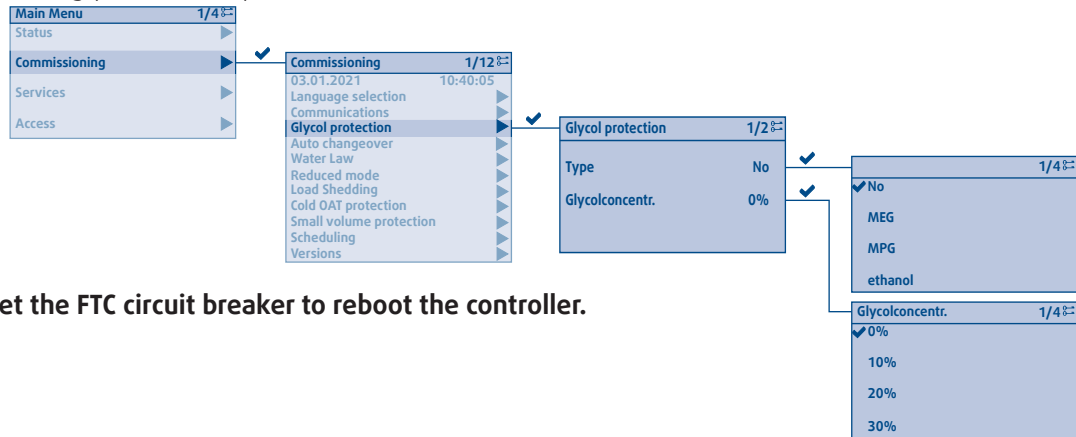 Main Menu 1/4
Status
Commissioning
Services
Access
Commissioning 1/12
03.01.2021 10:40:05
Language selection
Communications
Glycol protection
Auto changeover
Water Law
Reduced mode
Load Shedding
Cold OAT protection
Small volume protection
Scheduling
Versions
Glycol protection 1/2
Type No
Glycolconcentr. 0%
1/4
No
MEG
MPG
ethanol
Glycolconcentr. 1/4
0%
10%
20%
30%
et the FTC circuit breaker to reboot the controller.